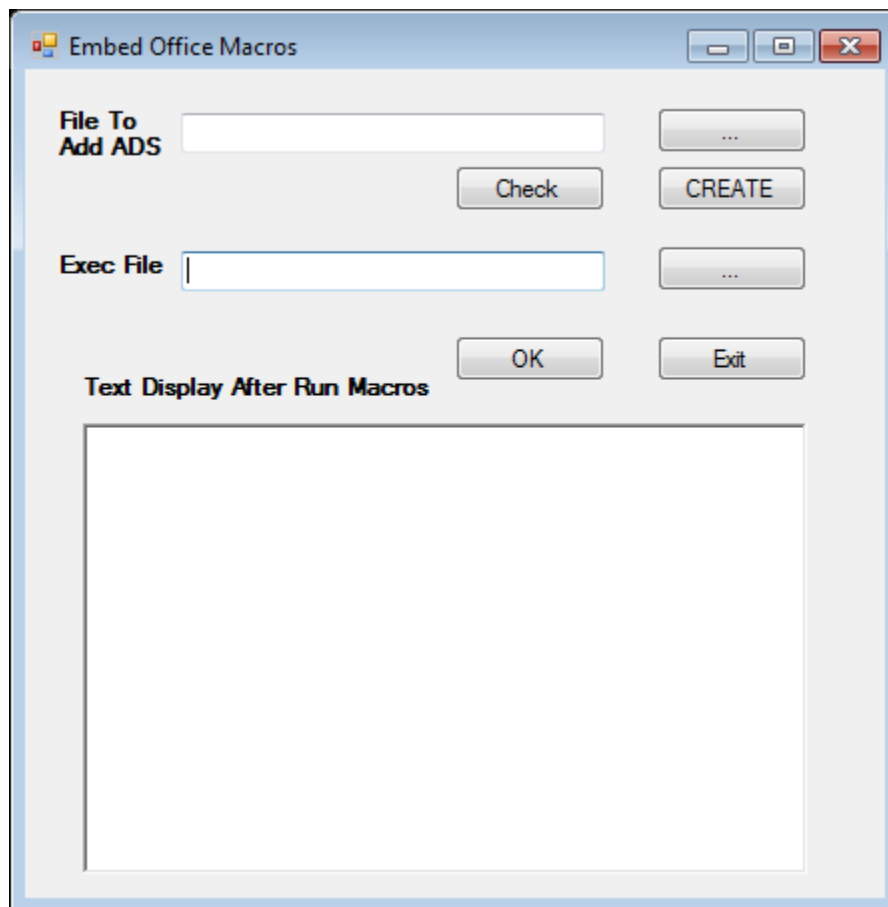 Embed Office Macros
File To
Add ADS
...
Check
CREATE
Exec File
...
OK
Exit
Text Display After Run Macros